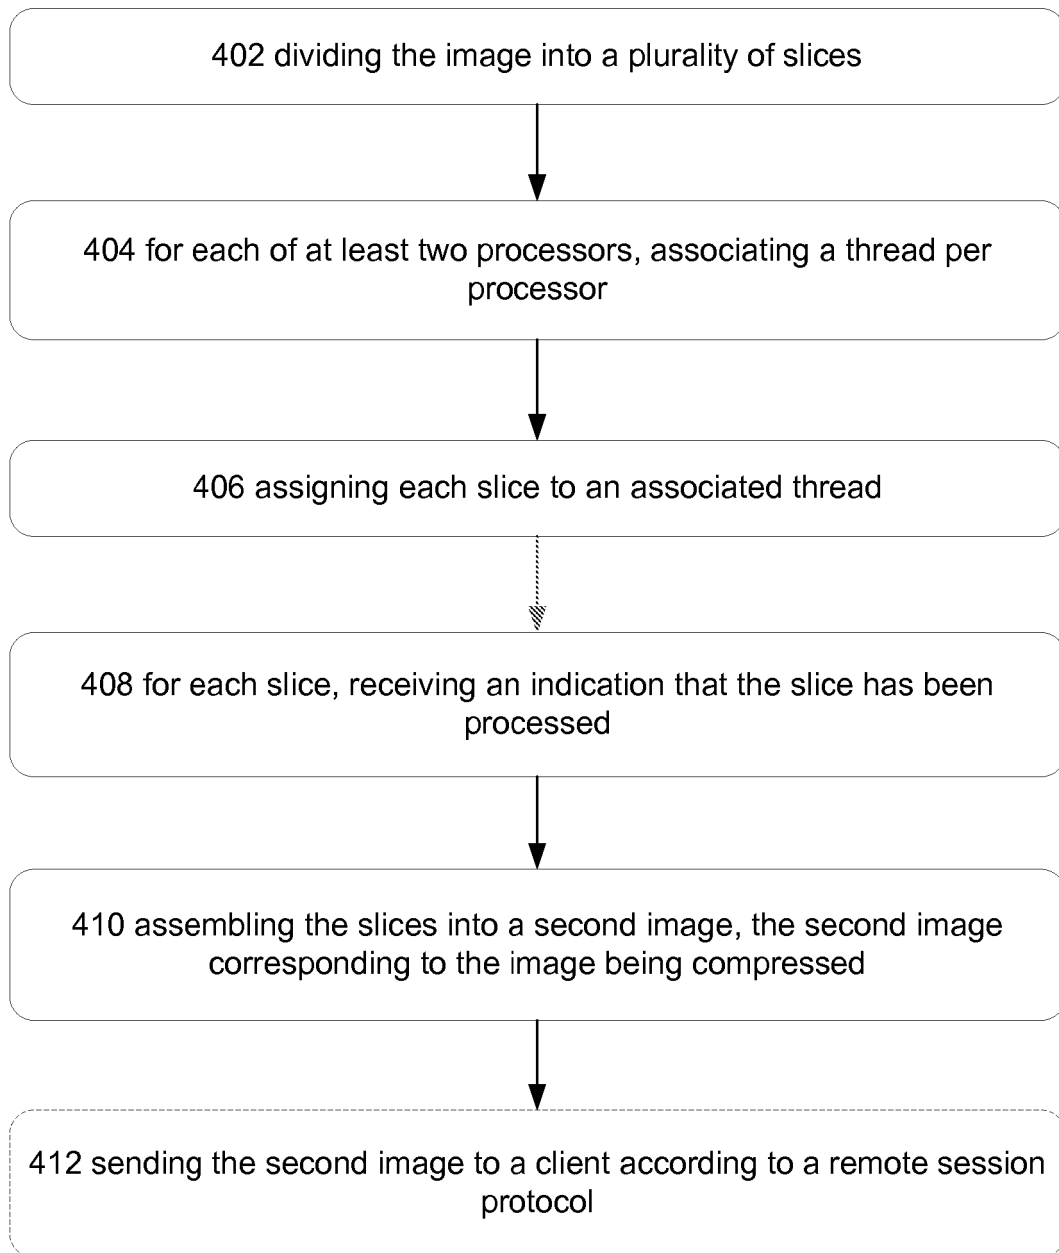 402 dividing the image into a plurality of slices
404 for each of at least two processors, associating a thread per
processor
406 assigning each slice to an associated thread
408 for each slice, receiving an indication that the slice has been
processed
410 assembling the slices into a second image, the second image
corresponding to the image being compressed
412 sending the second image to a client according to a remote session
protocol